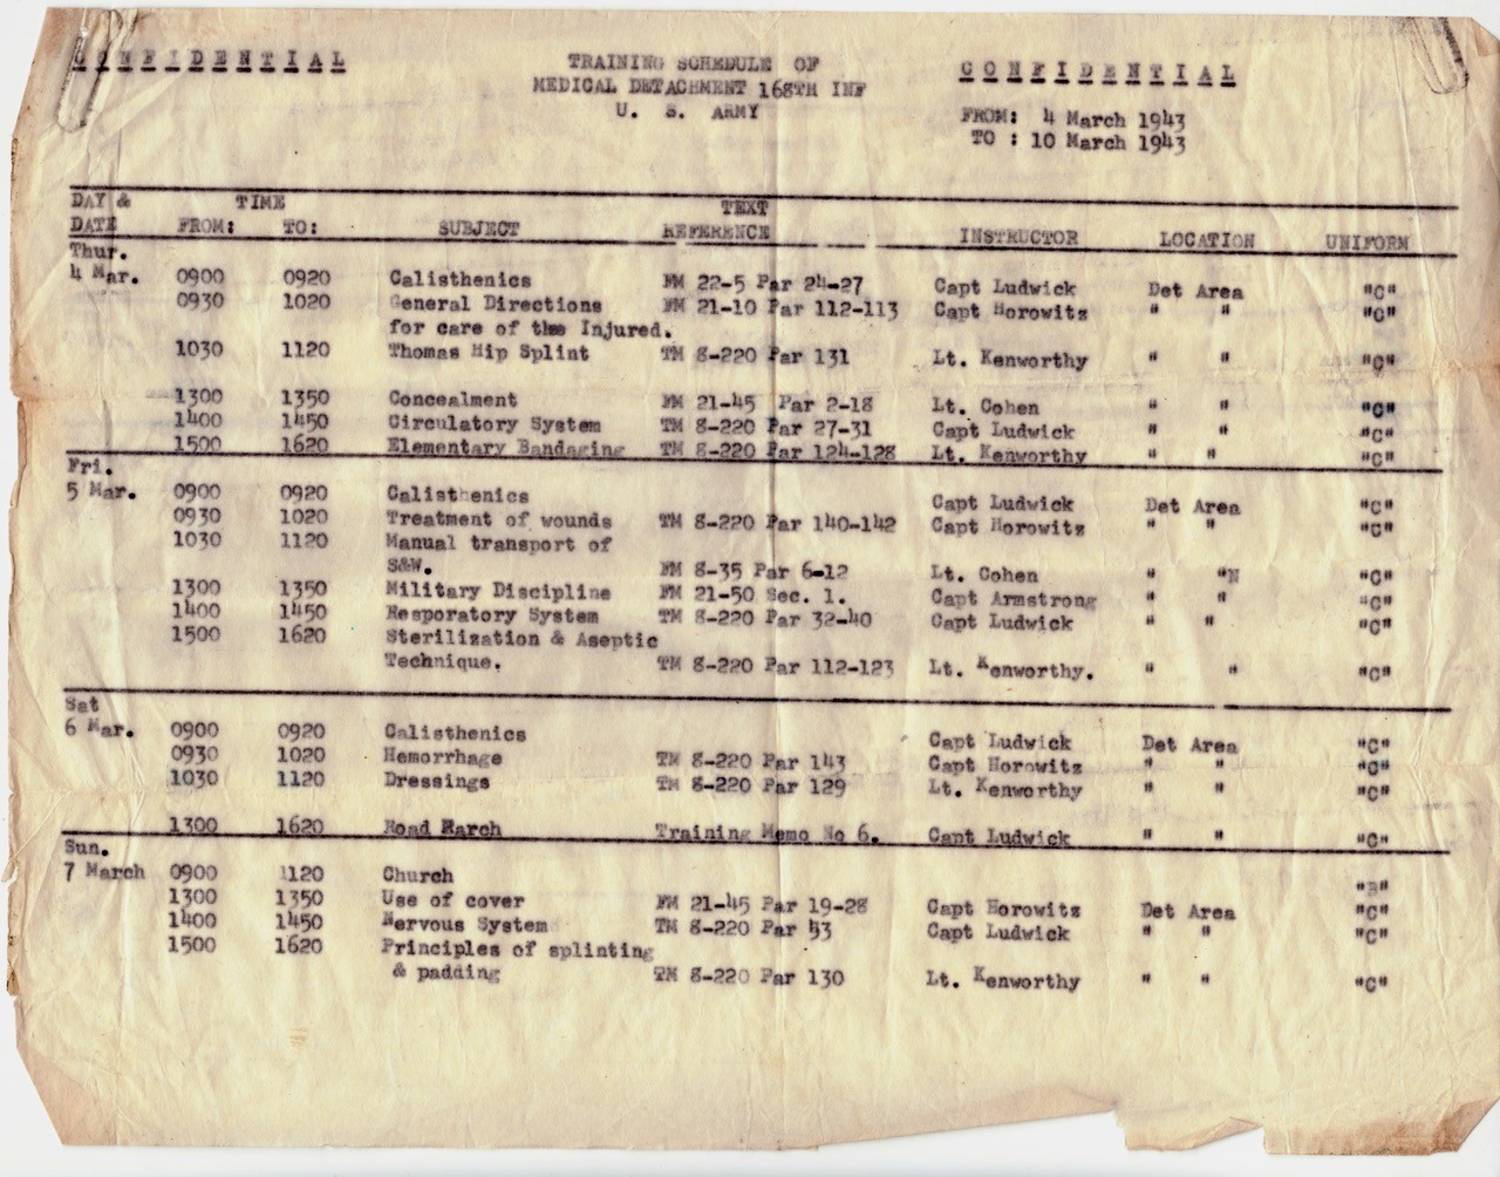 CONFIDENTIAL
TRAINING SCHEDULE OF
MEDICAL DETACHMENT 168TH INF
U. S. ARMY
CONFIDENTIAL
FROM: 4 March 1943
TO : 10 March 1943
DAY & TIME TEXT
DATE FROM: TO: SUBJECT REFERENCE INSTRUCTOR LOCATION UNIFORM
Thur.
4 Mar. 0900 0920 Calisthenics FM 22-5 Par 24-27 Capt Ludwick Det Area "C"
0930 1020 General Directions FM 21-10 Par 112-113 Capt Horowitz " " "C"
for care of the Injured.
1030 1120 Thomas Hip Splint TM 8-220 Par 131 Lt. Kenworthy " " "C"
1300 1350 Concealment FM 21-45 Par 2-18 Lt. Cohen " " "C"
1400 1450 Circulatory System TM 8-220 Par 27-31 Capt Ludwick " " "C"
1500 1620 Elementary Bandaging TM 8-220 Par 124-128 Lt. Kenworthy " " "C"
Fri.
5 Mar. 0900 0920 Calisthenics Capt Ludwick Det Area "C"
0930 1020 Treatment of wounds TM 8-220 Par 140-142 Capt Horowitz " " "C"
1030 1120 Manual transport of
S&W. FM 8-35 Par 6-12 Lt. Cohen " "N "C"
1300 1350 Military Discipline FM 21-50 Sec. 1. Capt Armstrong " " "C"
1400 1450 Resporatory System TM 8-220 Par 32-40 Capt Ludwick " " "C"
1500 1620 Sterilization & Aseptic
Technique. TM 8-220 Par 112-123 Lt. Kenworthy. " " "C"
Sat
6 Mar. 0900 0920 Calisthenics Capt Ludwick Det Area "C"
0930 1020 Hemorrhage TM 8-220 Par 143 Capt Horowitz " " "C"
1030 1120 Dressings TM 8-220 Par 129 Lt. Kenworthy " " "C"
1300 1620 Road March Training Memo No 6. Capt Ludwick " " "C"
Sun.
7 March 0900 1120 Church "B"
1300 1350 Use of cover FM 21-45 Par 19-28 Capt Horowitz Det Area "C"
1400 1450 Nervous System TM 8-220 Par 53 Capt Ludwick " " "C"
1500 1620 Principles of splinting
& padding TM 8-220 Par 130 Lt. Kenworthy " " "C"